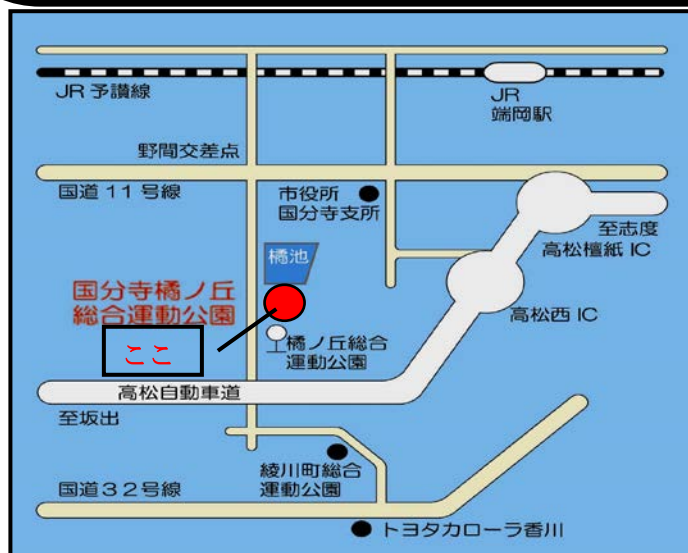 JR 予讃線
JR
端岡駅
野間交差点
国道 11 号線
市役所
国分寺支所
至志度
高松檀紙 IC
橘池
国分寺橘ノ丘
総合運動公園
高松西 IC
ここ
橘ノ丘総合
運動公園
高松自動車道
至坂出
綾川町総合
運動公園
国道32号線
トヨタカローラ香川